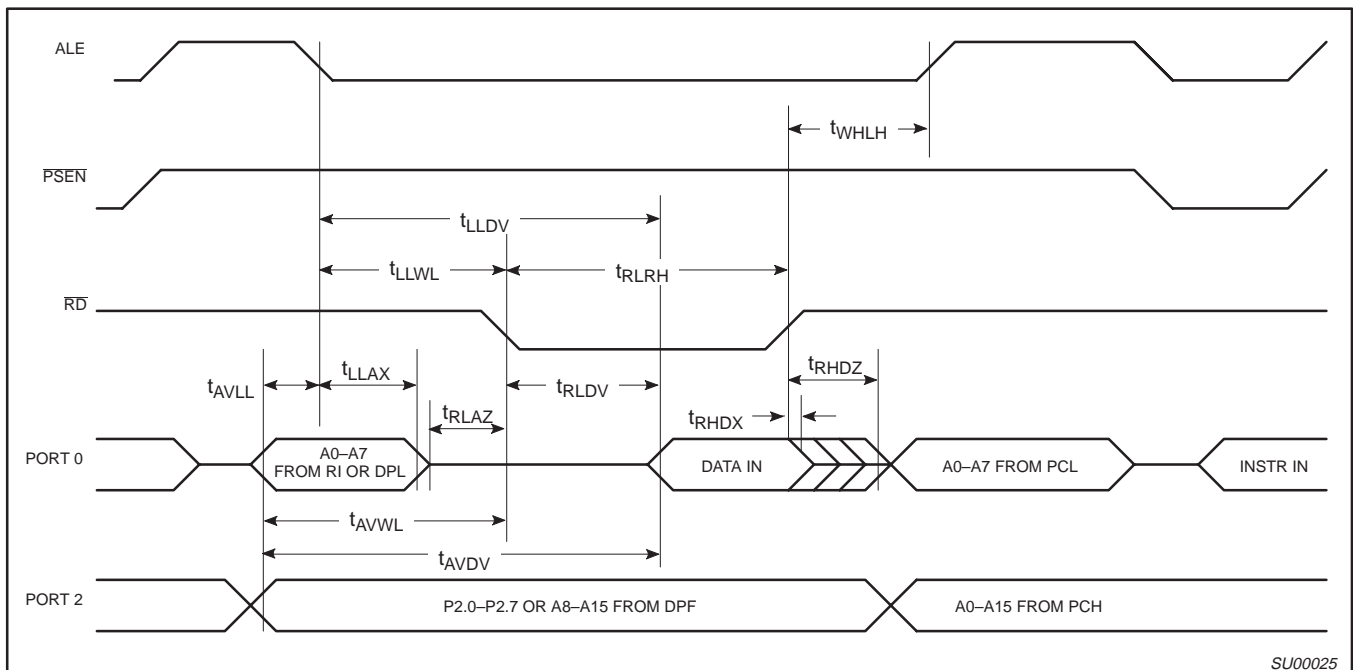 ALE
tWHLH
PSEN
tLLDV
tLLWL
tRLRH
RD
tAVLL
tLLAX
tRLAZ
tRLDV
tRHDZ
tRHDX
PORT 0
A0–A7
FROM RI OR DPL
DATA IN
A0–A7 FROM PCL
INSTR IN
tAVWL
tAVDV
PORT 2
P2.0–P2.7 OR A8–A15 FROM DPF
A0–A15 FROM PCH
SU00025